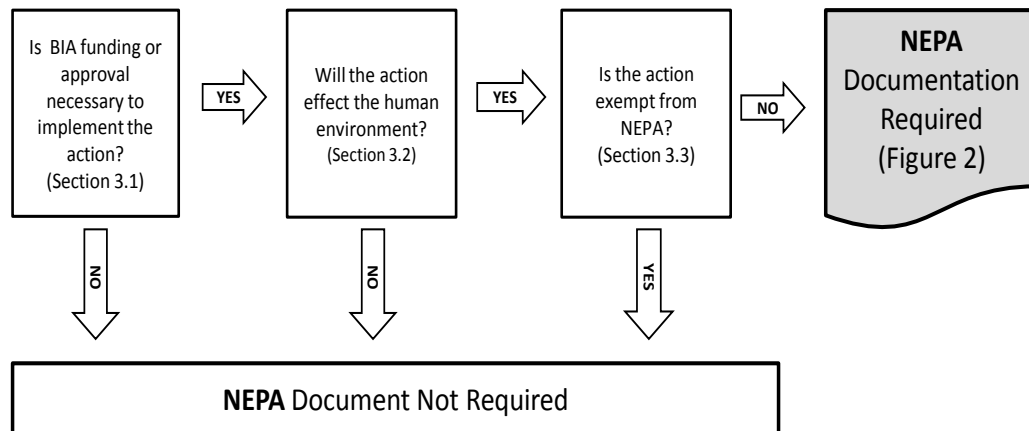 Is BIA funding or
approval
necessary to
implement the
action?
(Section 3.1)
YES
Will the action
effect the human
environment?
(Section 3.2)
YES
Is the action
exempt from
NEPA?
(Section 3.3)
NO
NEPA
Documentation
Required
(Figure 2)
NO
NO
YES
NEPA Document Not Required